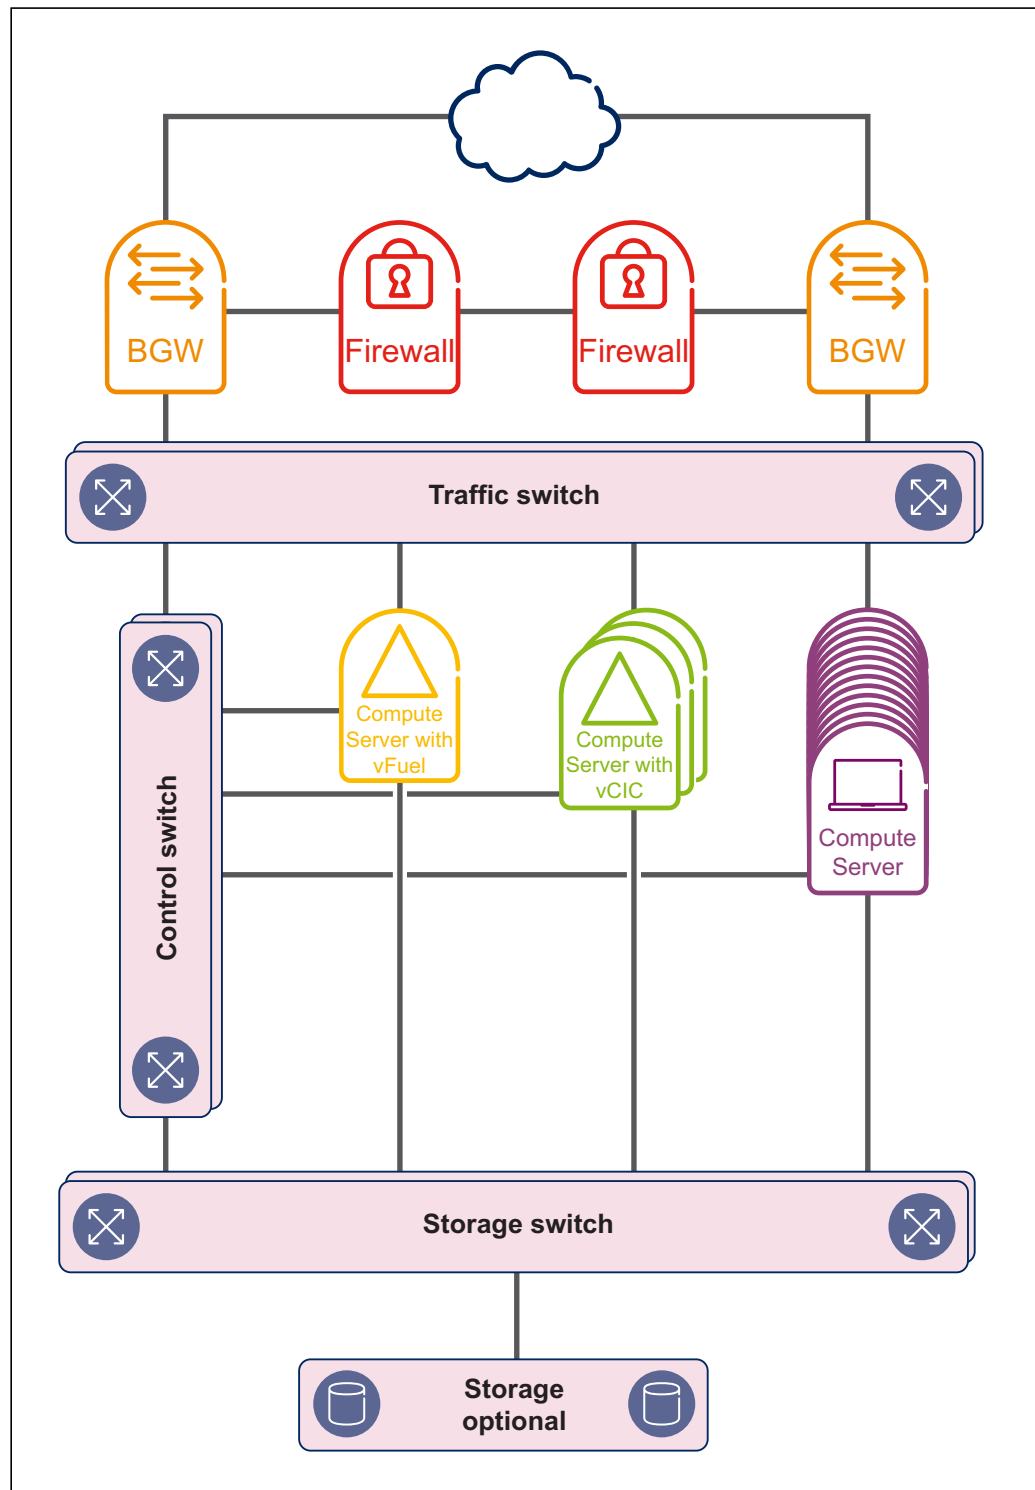 BGW
Firewall
Firewall
BGW
Traffic switch
Compute
Server with
vFuel
Compute
Server with
vCIC
Compute
Server
Control switch
Storage switch
Storage
optional